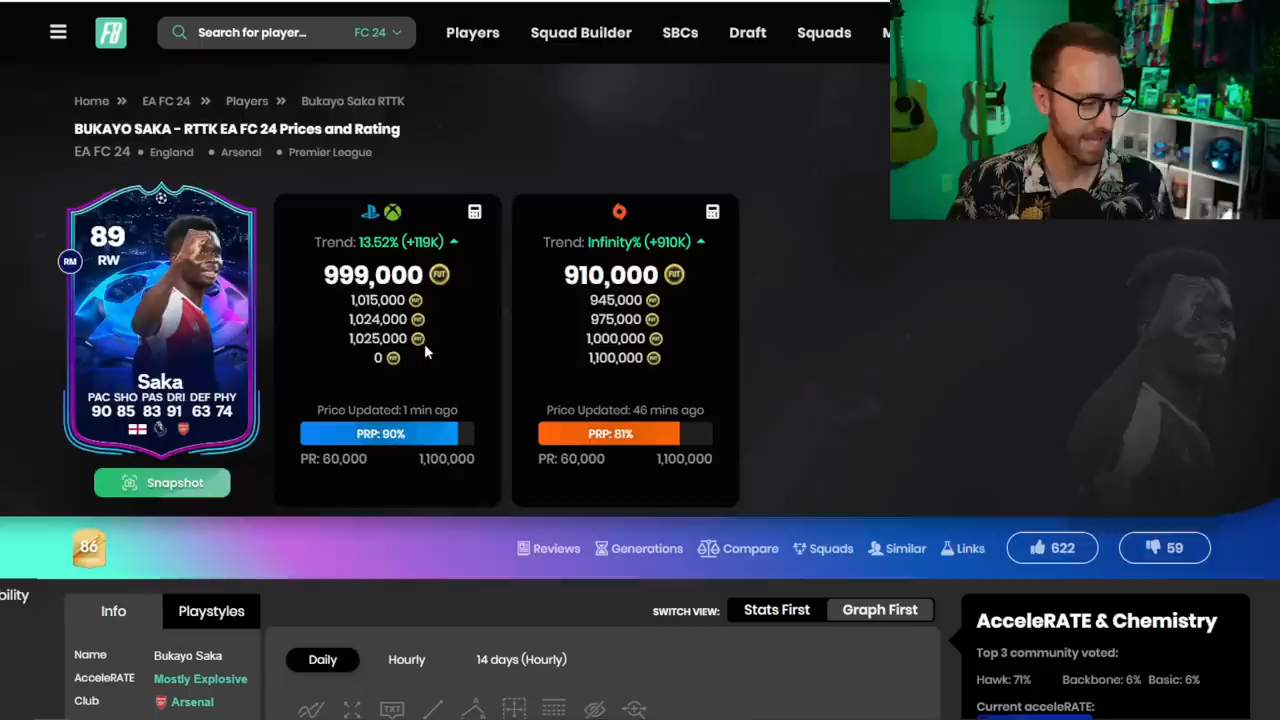 FB
Search for player...
FC 24
Players
Squad Builder
SBCs
Draft
Squads
Home » EA FC 24 » Players » Bukayo Saka RTTK
BUKAYO SAKA - RTTK EA FC 24 Prices and Rating
EA FC 24 • England • Arsenal • Premier League
89
RW
RM
Saka
PAC SHO PAS DRI DEF PHY
90 85 83 91 63 74
Snapshot
Trend: 13.52% (+119K)
999,000
1,015,000
1,024,000
1,025,000
0
Price Updated: 1 min ago
PRP: 90%
PR: 60,000
1,100,000
Trend: Infinity% (+910K)
910,000
945,000
975,000
1,000,000
1,100,000
Price Updated: 46 mins ago
PRP: 81%
PR: 60,000
1,100,000
86
Reviews
Generations
Compare
Squads
Similar
Links
622
59
bility
Info
Playstyles
Name
Bukayo Saka
AcceleRATE
Mostly Explosive
Club
Arsenal
SWITCH VIEW:
Stats First
Graph First
Daily
Hourly
14 days (Hourly)
TXT
AcceleRATE & Chemistry
Top 3 community voted:
Hawk: 71%
Backbone: 6%
Basic: 6%
Current acceleRATE: